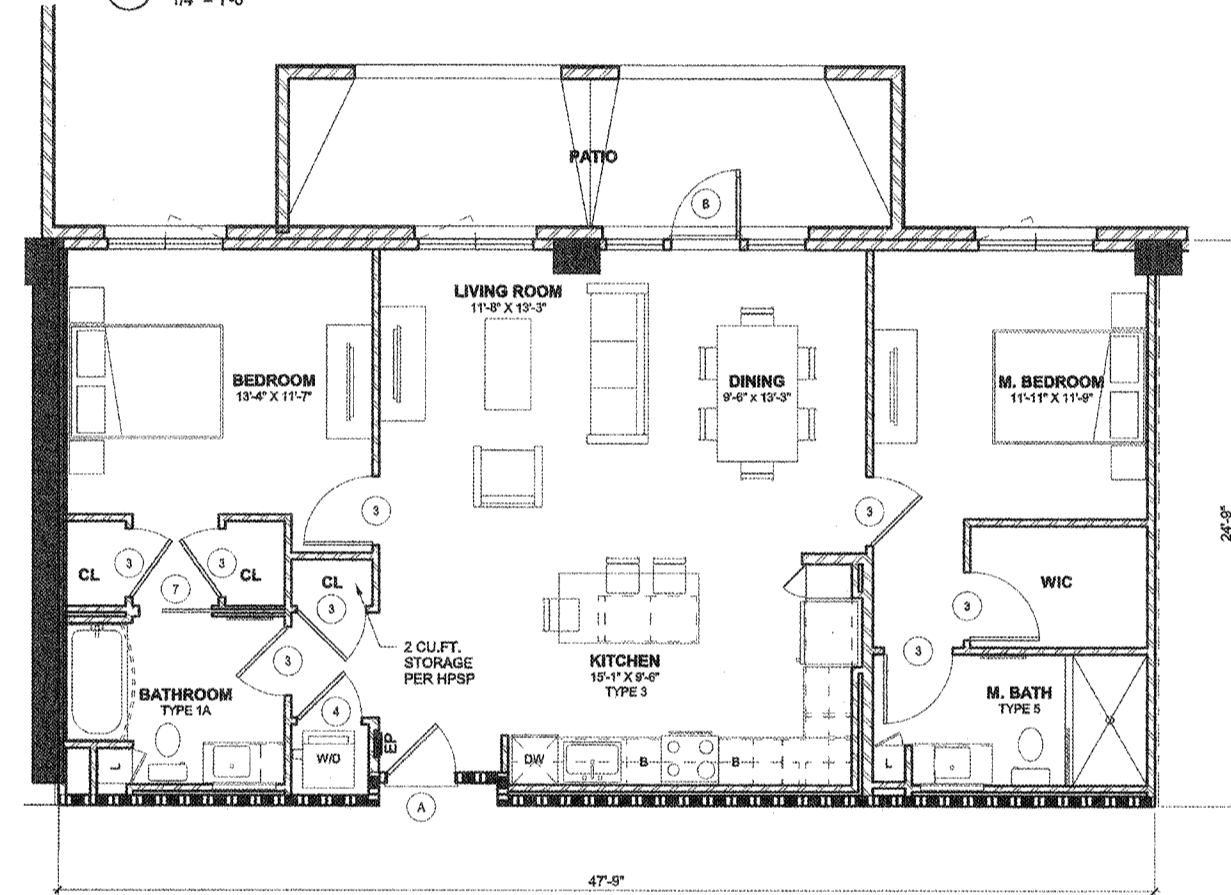 PATIO
B
LIVING ROOM
11'-8" X 13'-3"
BEDROOM
13'-4" X 11'-7"
DINING
9'-6" x 13'-3"
M. BEDROOM
11'-11" X 11'-9"
3
3
24'-9"
CL
3
3
CL
7
CL
3
WIC
3
2 CU.FT.
STORAGE
PER HPSP
3
KITCHEN
15'-1" X 9'-6"
TYPE 3
3
BATHROOM
TYPE 1A
M. BATH
TYPE 5
4
EP
W/D
L
DW
B
B
L
A
47'-9"